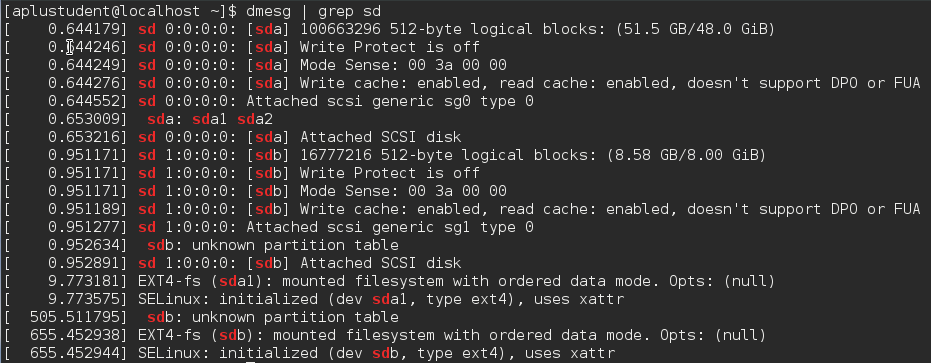 [aplustudent@localhost ~]$ dmesg | grep sd
[    0.644179] sd 0:0:0:0: [sda] 100663296 512-byte logical blocks: (51.5 GB/48.0 GiB)
[    0.644246] sd 0:0:0:0: [sda] Write Protect is off
[    0.644249] sd 0:0:0:0: [sda] Mode Sense: 00 3a 00 00
[    0.644276] sd 0:0:0:0: [sda] Write cache: enabled, read cache: enabled, doesn't support DPO or FUA
[    0.644552] sd 0:0:0:0: Attached scsi generic sg0 type 0
[    0.653009]  sda: sda1 sda2
[    0.653216] sd 0:0:0:0: [sda] Attached SCSI disk
[    0.951171] sd 1:0:0:0: [sdb] 16777216 512-byte logical blocks: (8.58 GB/8.00 GiB)
[    0.951171] sd 1:0:0:0: [sdb] Write Protect is off
[    0.951171] sd 1:0:0:0: [sdb] Mode Sense: 00 3a 00 00
[    0.951189] sd 1:0:0:0: [sdb] Write cache: enabled, read cache: enabled, doesn't support DPO or FUA
[    0.951277] sd 1:0:0:0: Attached scsi generic sg1 type 0
[    0.952634]  sdb: unknown partition table
[    0.952891] sd 1:0:0:0: [sdb] Attached SCSI disk
[    9.773181] EXT4-fs (sda1): mounted filesystem with ordered data mode. Opts: (null)
[    9.773575] SELinux: initialized (dev sda1, type ext4), uses xattr
[  505.511795]  sdb: unknown partition table
[  655.452938] EXT4-fs (sdb): mounted filesystem with ordered data mode. Opts: (null)
[  655.452944] SELinux: initialized (dev sdb, type ext4), uses xattr